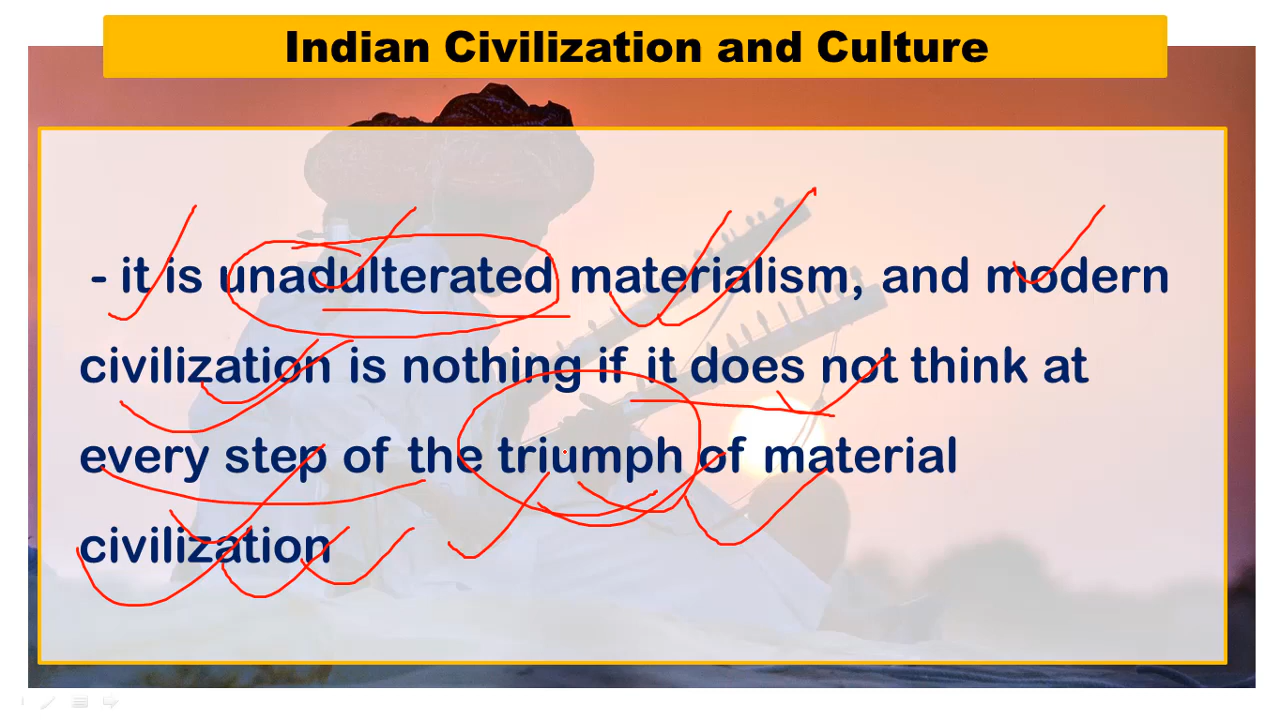 Indian Civilization and Culture
- it is unadulterated materialism, and modern
civilization is nothing if it does not think at
every step of the triumph of material
civilization